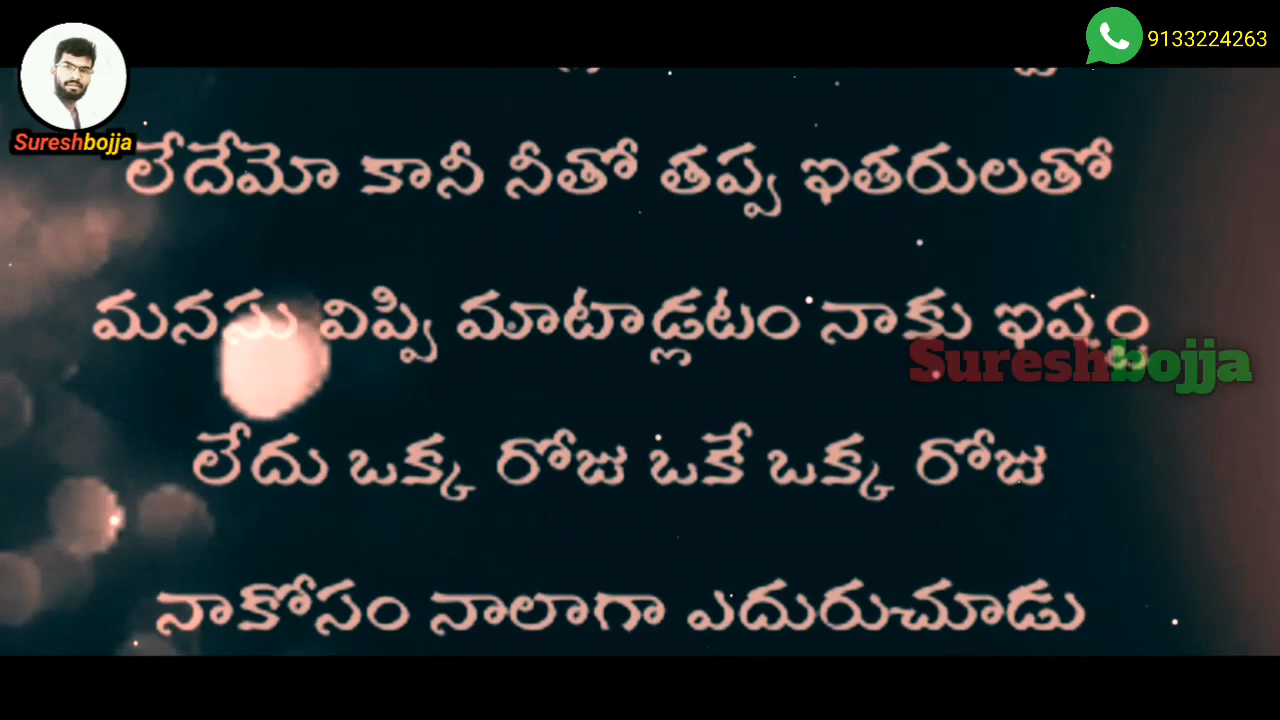 9133224263
Sureshbojja
లేదేమో కానీ నీతో తప్ప ఇతరులతో
మనసు విప్పి మాటాడ్లటం నాకు ఇష్టం
Sureshbojja
లేదు ఒక్క రోజు ఒకే ఒక్క రోజు
నాకోసం నాలాగా ఎదురుచూడు